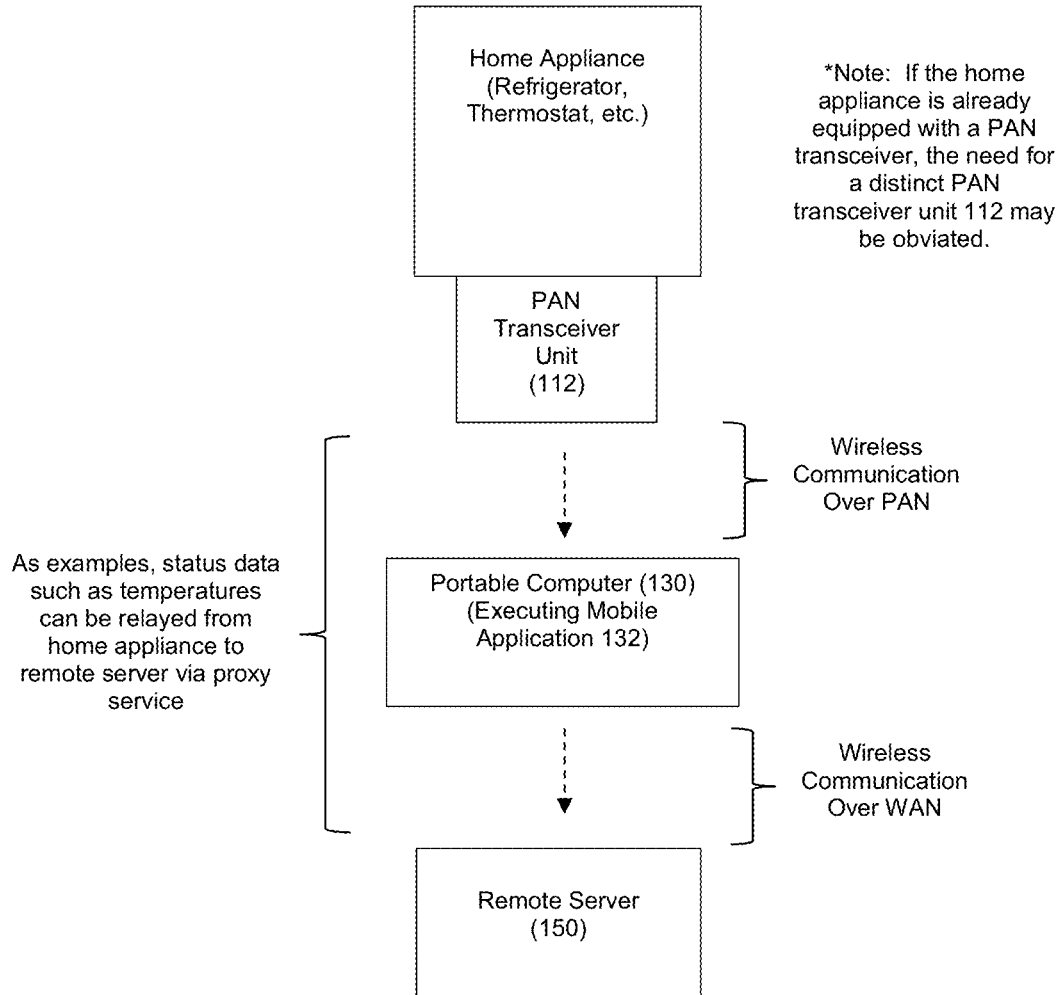 Home Appliance
(Refrigerator,
Thermostat, etc.)
*Note: If the home
appliance is already
equipped with a PAN
transceiver, the need for
a distinct PAN
transceiver unit 112 may
be obviated.
PAN
Transceiver
Unit
(112)
Wireless
Communication
Over PAN
As examples, status data
such as temperatures
can be relayed from
home appliance to
remote server via proxy
service
Portable Computer (130)
(Executing Mobile
Application 132)
Wireless
Communication
Over WAN
Remote Server
(150)